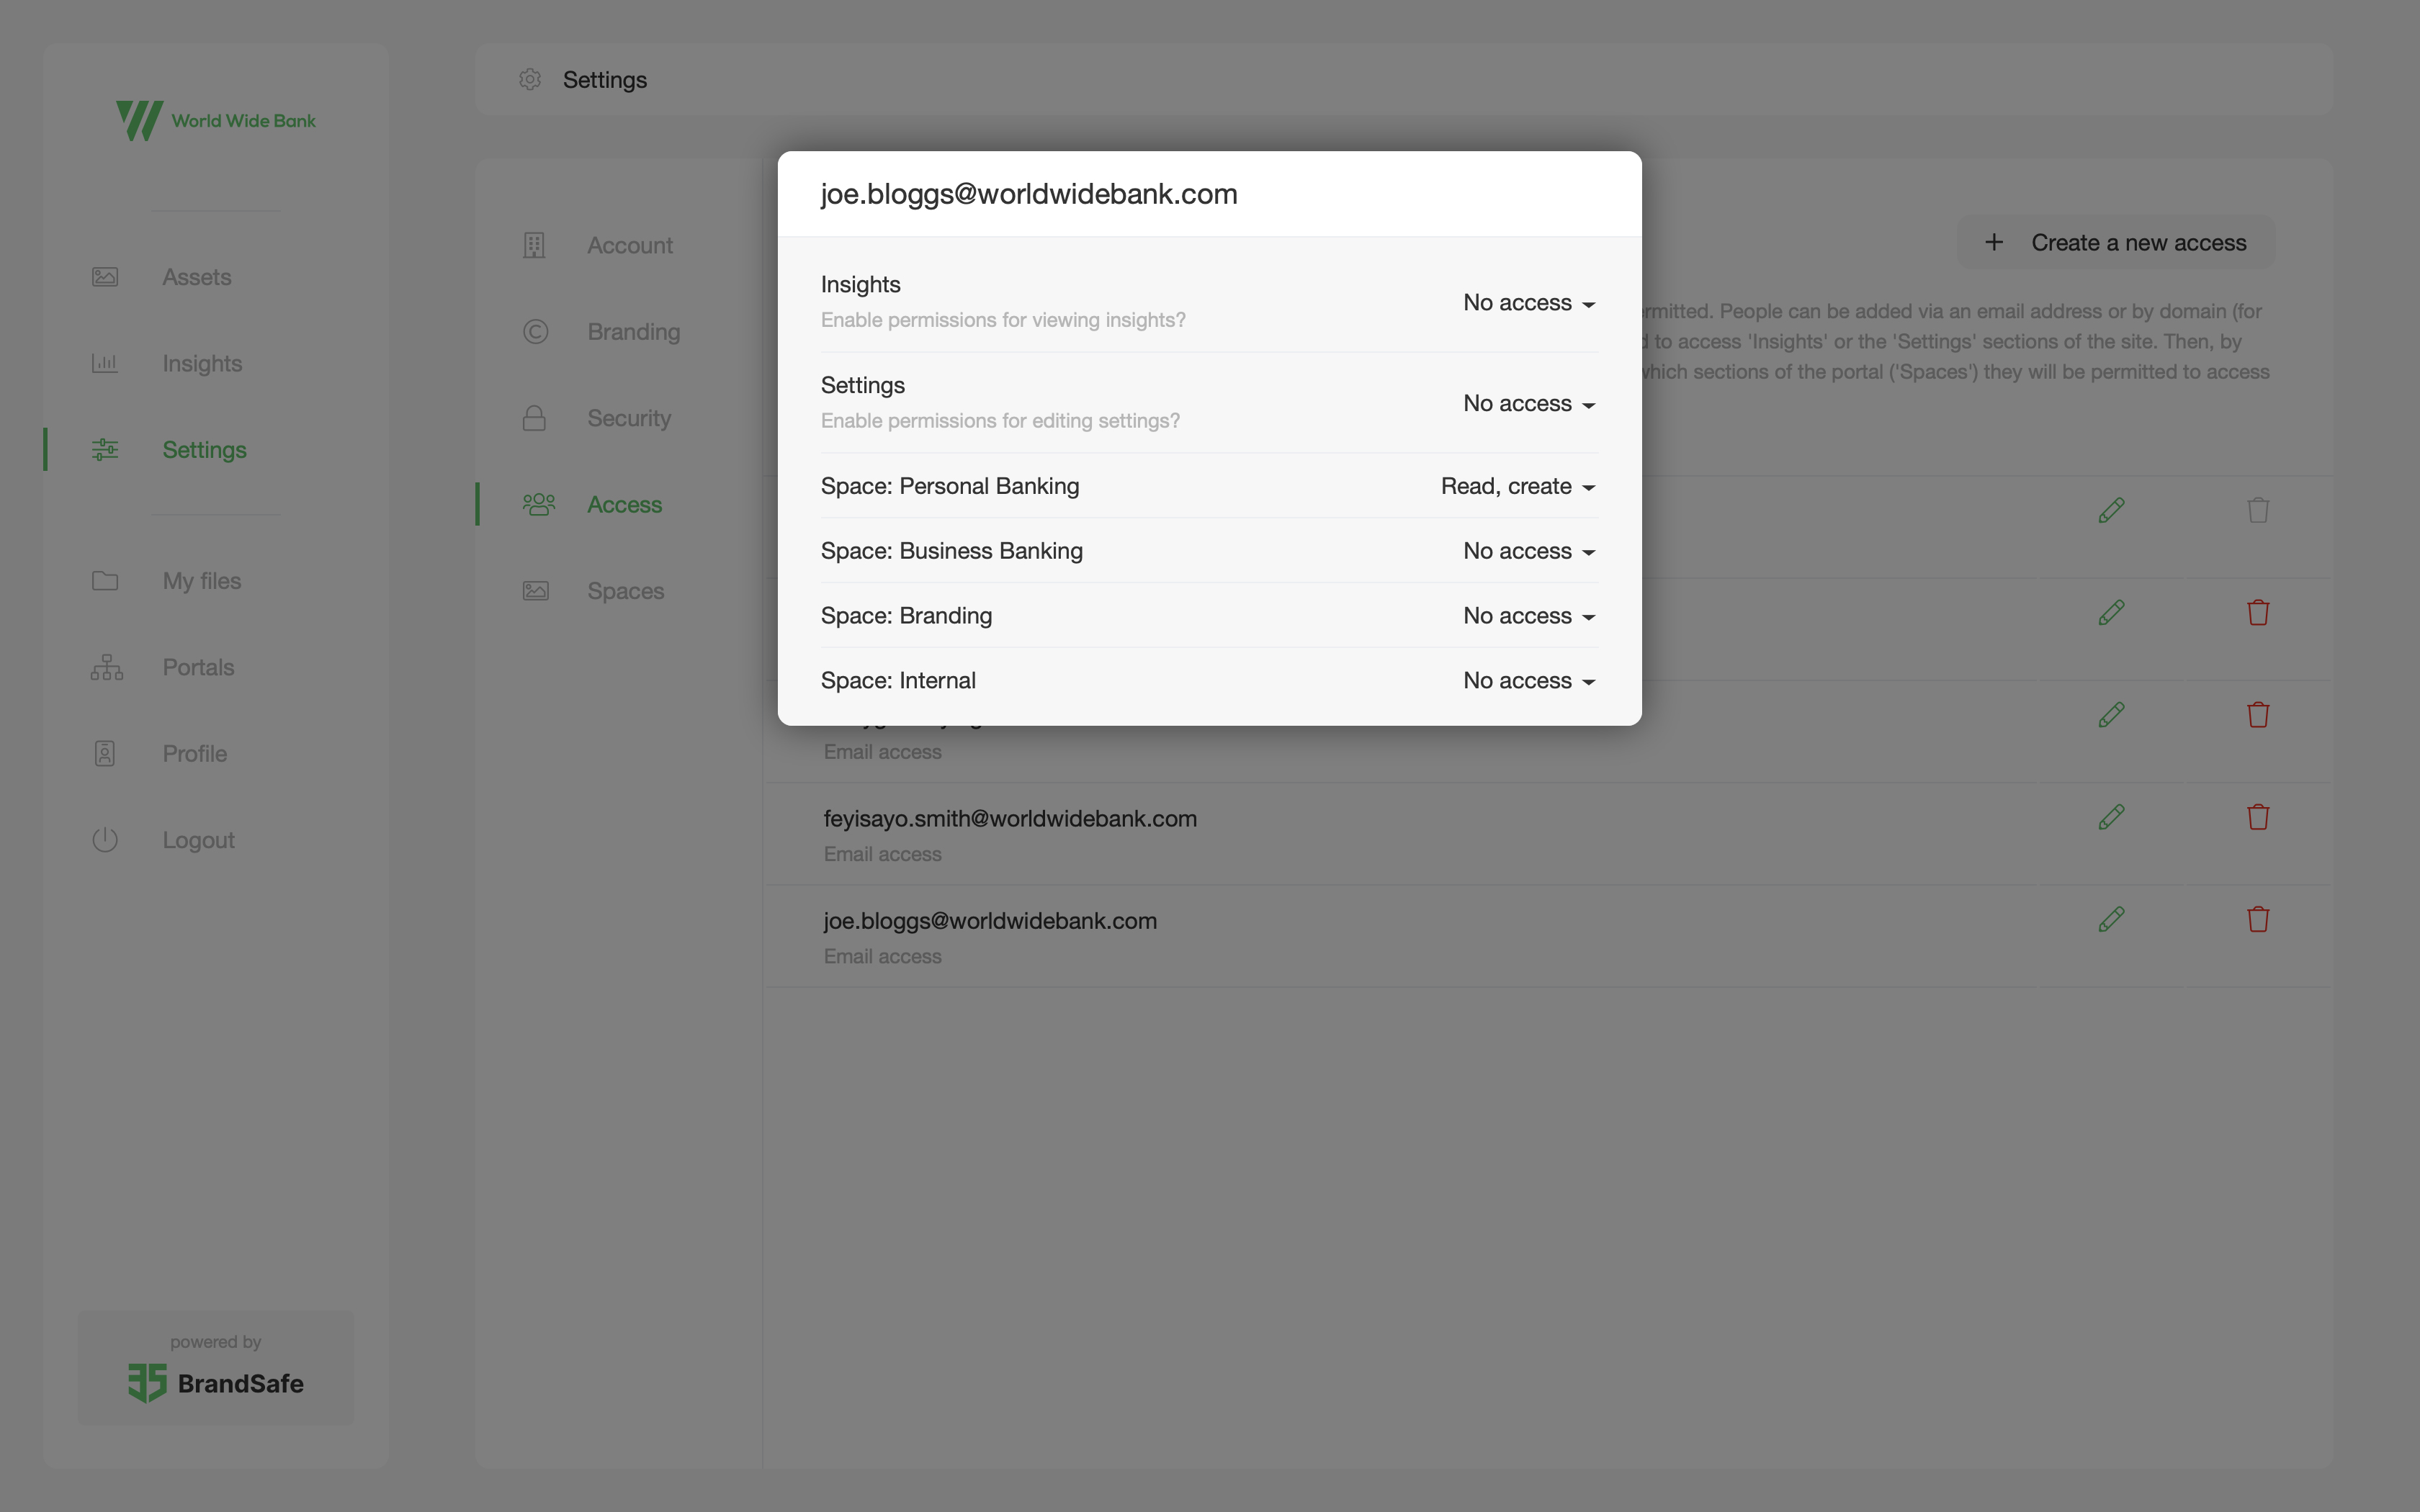 World Wide Bank
Assets
Insights
Settings
My files
Portals
Profile
Logout
powered by
BrandSafe
Settings
Account
Branding
Security
Access
Spaces
Create a new access
permitted. People can be added via an email address or by domain (for
to access 'Insights' or the 'Settings' sections of the site. Then, by
which sections of the portal ('Spaces') they will be permitted to access
joe.bloggs@worldwidebank.com
Insights
Enable permissions for viewing insights?
No access
Settings
Enable permissions for editing settings?
No access
Space: Personal Banking
Read, create
Space: Business Banking
No access
Space: Branding
No access
Space: Internal
No access
Email access
feyisayo.smith@worldwidebank.com
Email access
joe.bloggs@worldwidebank.com
Email access